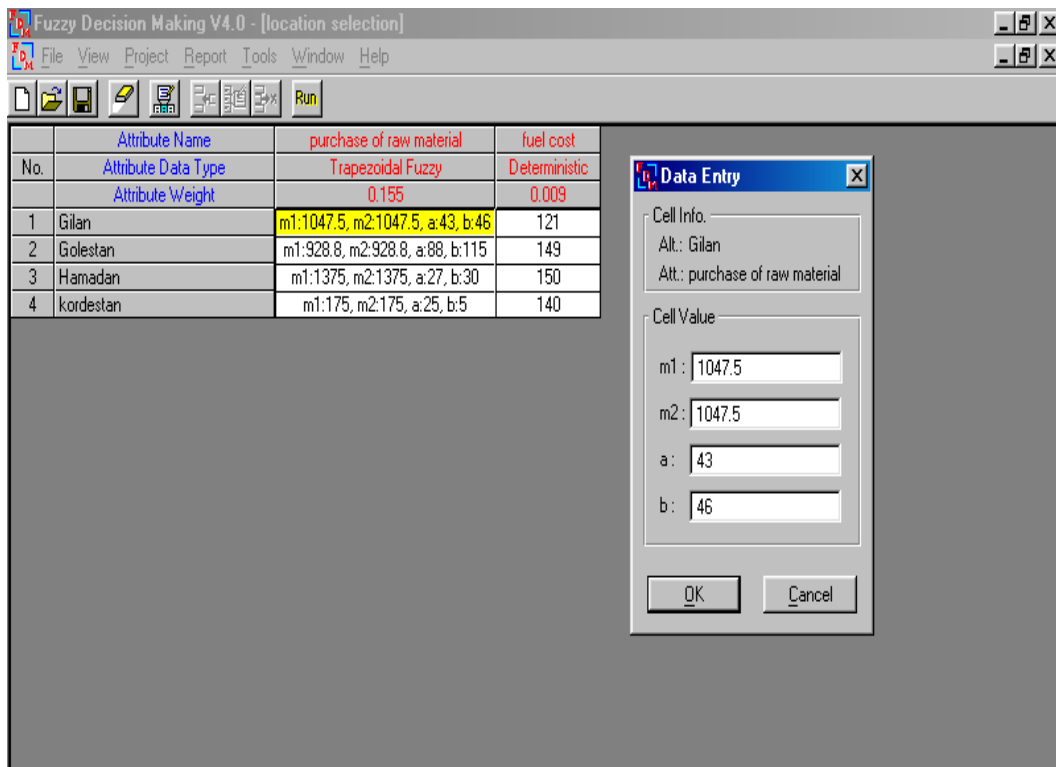 Fuzzy Decision Making V4.0 - [location selection]
File View Project Report Tools Window Help
Run
Attribute Name purchase of raw material fuel cost
No. Attribute Data Type Trapezoidal Fuzzy Deterministic
Attribute Weight 0.155 0.009
1 Gilan m1:1047.5, m2:1047.5, a:43, b:46 121
2 Golestan m1:928.8, m2:928.8, a:88, b:115 149
3 Hamadan m1:1375, m2:1375, a:27, b:30 150
4 kordestan m1:175, m2:175, a:25, b:5 140
Data Entry
Cell Info.
Alt.: Gilan
Att.: purchase of raw material
Cell Value
m1 : 1047.5
m2 : 1047.5
a : 43
b : 46
OK Cancel